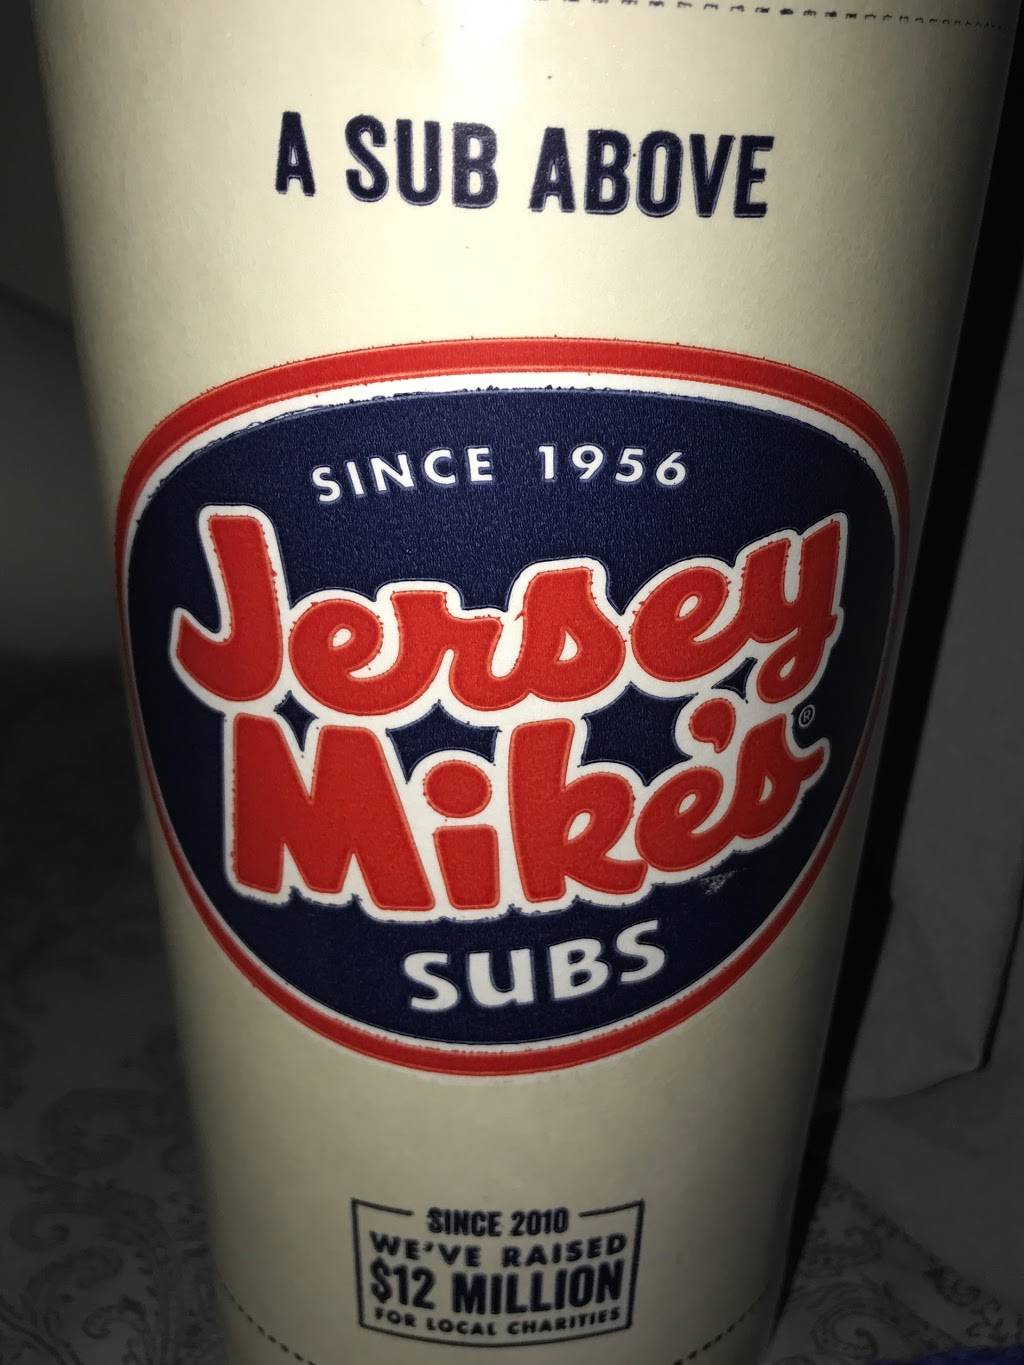 A SUB ABOVE
SINCE 1956
Jersey
Mike's®
SUBS
SINCE 2010
WE'VE RAISED
$12 MILLION
FOR LOCAL CHARITIES